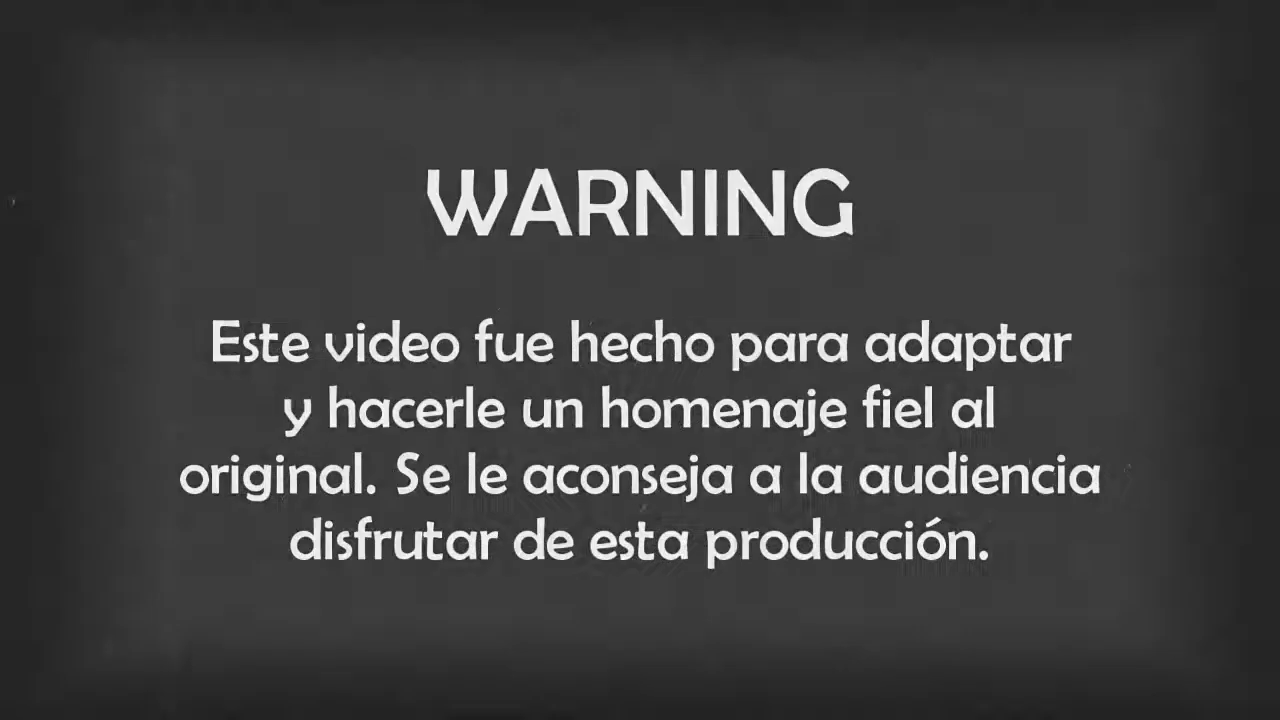 WARNING
Este video fue hecho para adaptar
y hacerle un homenaje fiel al
original. Se le aconseja a la audiencia
disfrutar de esta producción.